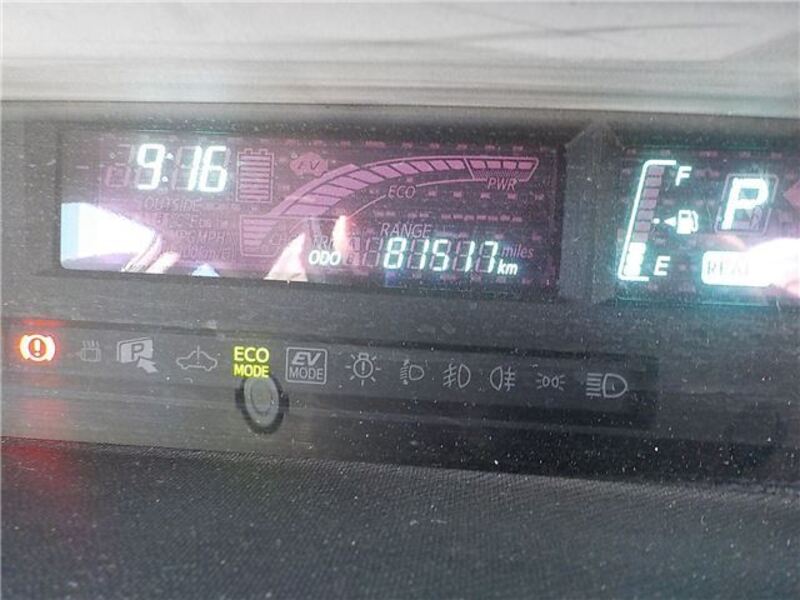 9:16
EV
ECO
PWR
OUTSIDE
RANGE
ODO 81517 km
miles
F
E
P
P
ECO
MODE
EV
MODE